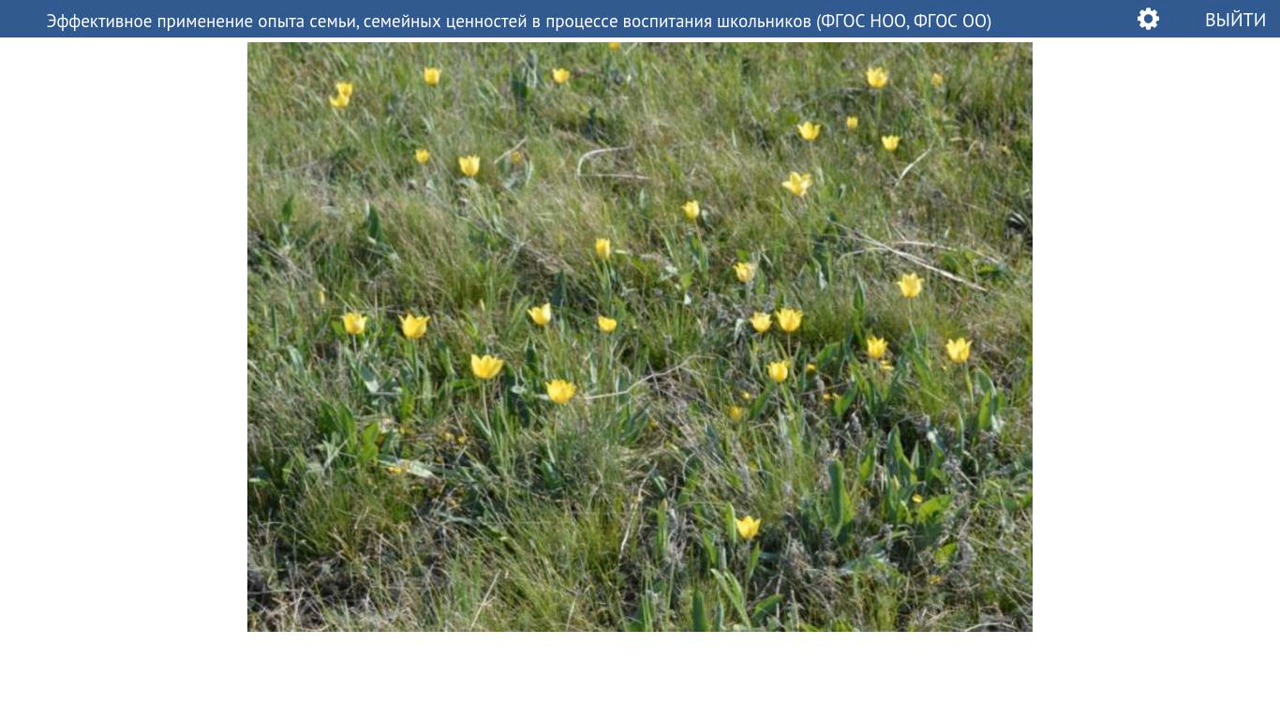 Эффективное применение опыта семьи, семейных ценностей в процессе воспитания школьников (ФГОС НОО, ФГОС ОО) ВЫЙТИ